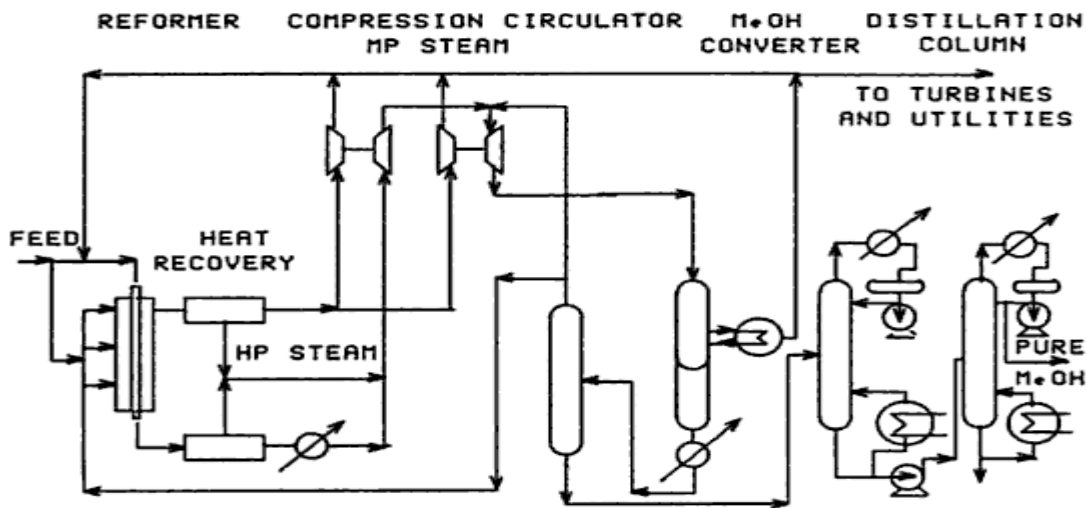 REFORMER COMPRESSION CIRCULATOR MeOH DISTILLATION
MP STEAM CONVERTER COLUMN
TO TURBINES
AND UTILITIES
FEED HEAT
RECOVERY
HP STEAM
PURE
MeOH